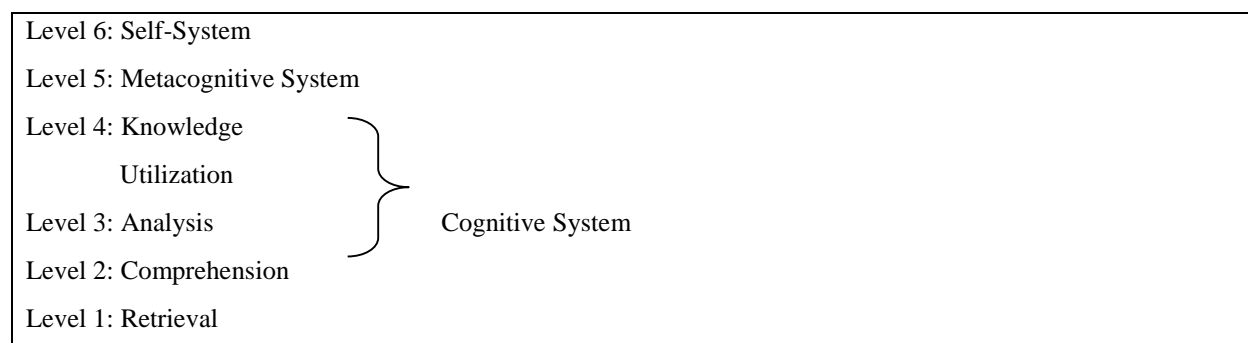 Level 6: Self-System
Level 5: Metacognitive System
Level 4: Knowledge
Utilization
Level 3: Analysis Cognitive System
Level 2: Comprehension
Level 1: Retrieval